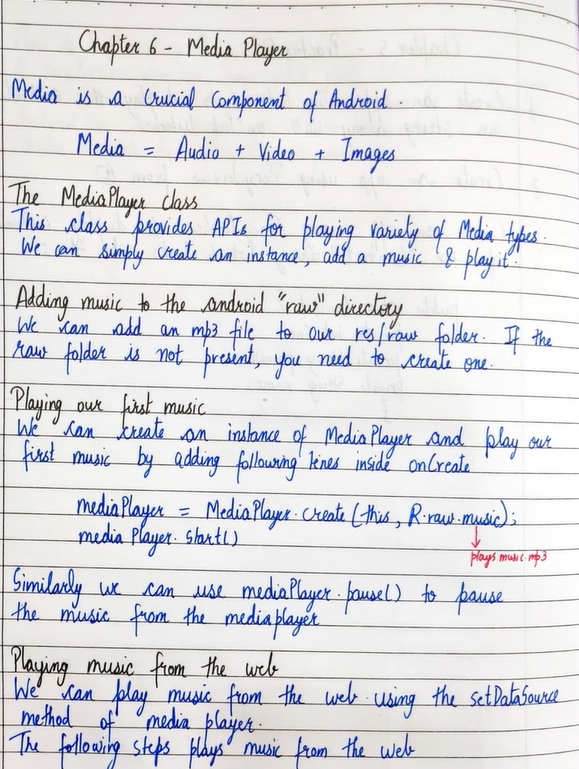 Chapter 6 - Media Player
Media is a Crucial Component of Android.
Media = Audio + Video + Images
The MediaPlayer class
This class provides APIs for playing variety of Media types.
We can simply create an instance, add a music & play it.
Adding music to the android "raw" directory
We can add an mp3 file to our res/raw folder. If the
raw folder is not present, you need to create one.
Playing our first music
We can create an instance of MediaPlayer and play our
first music by adding following lines inside onCreate
mediaPlayer = MediaPlayer.create (this, R.raw.music);
media Player. start()
plays music.mp3
Similarly we can use mediaPlayer.pause() to pause
the music from the mediaplayer
Playing music from the web
We can play music from the web using the setDataSource
method of media player.
The following steps plays music from the web